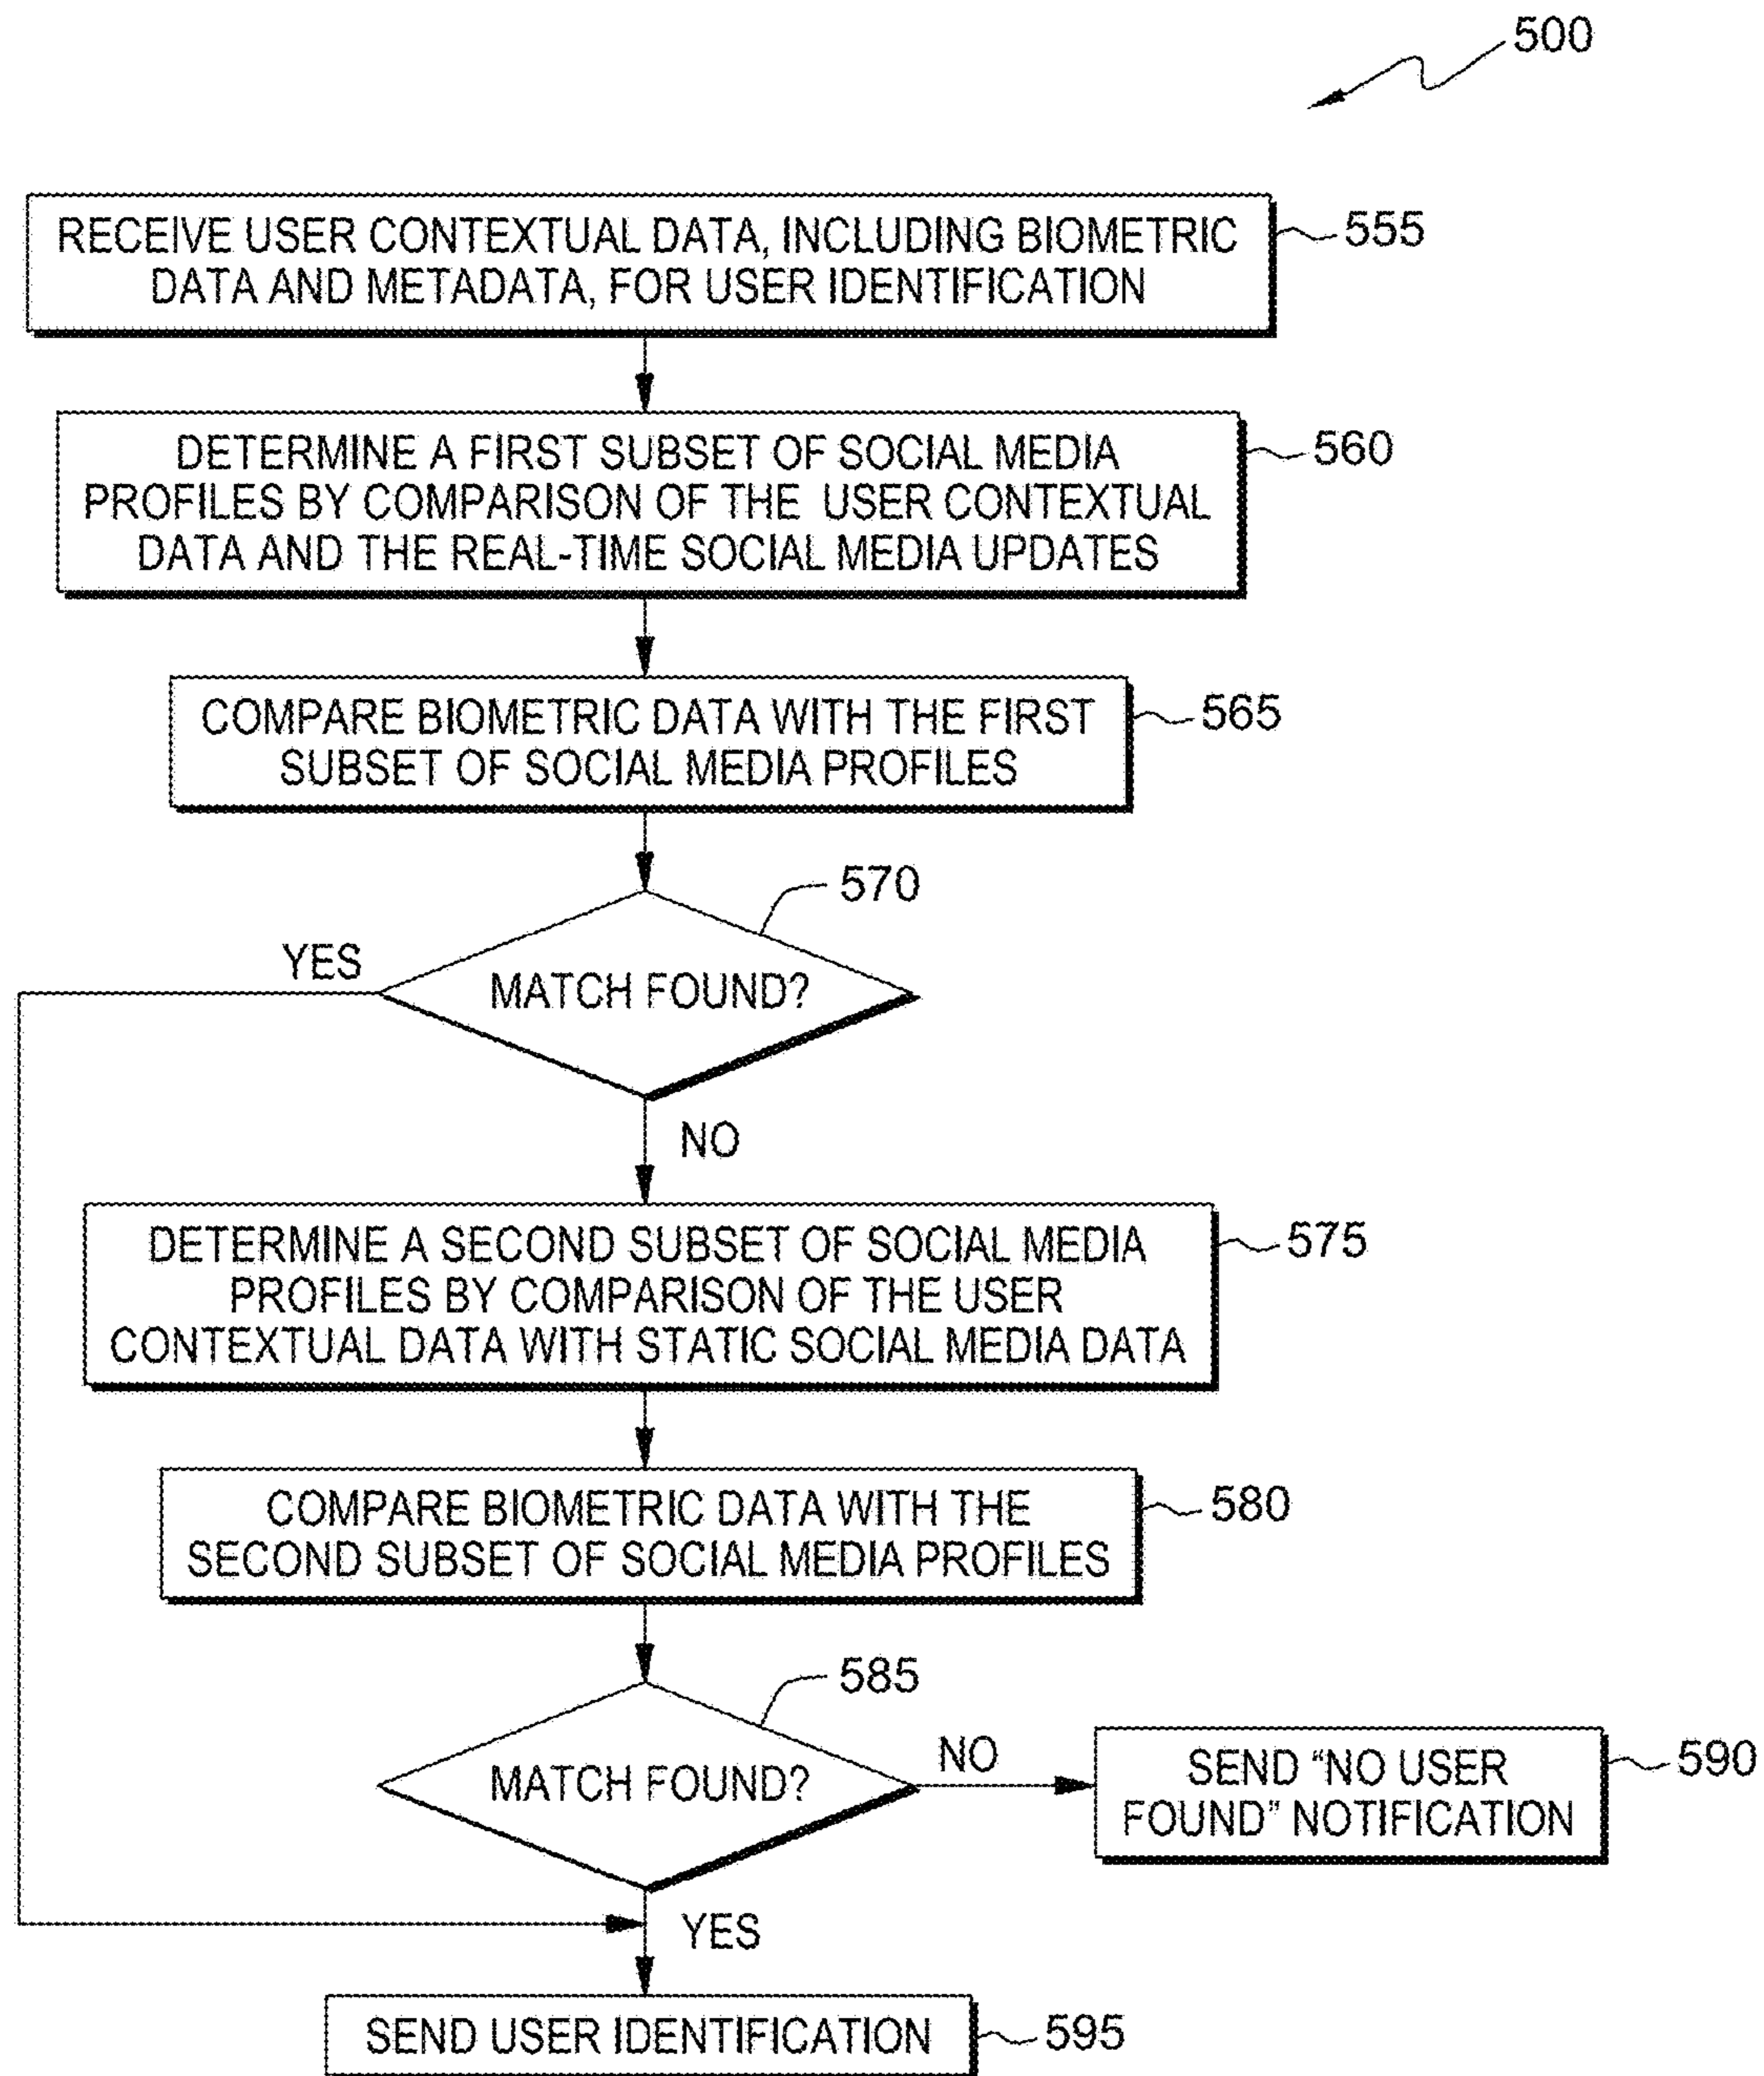 500
RECEIVE USER CONTEXTUAL DATA, INCLUDING BIOMETRIC
DATA AND METADATA, FOR USER IDENTIFICATION
555
DETERMINE A FIRST SUBSET OF SOCIAL MEDIA
PROFILES BY COMPARISON OF THE USER CONTEXTUAL
DATA AND THE REAL-TIME SOCIAL MEDIA UPDATES
560
COMPARE BIOMETRIC DATA WITH THE FIRST
SUBSET OF SOCIAL MEDIA PROFILES
565
570
YES
MATCH FOUND?
NO
DETERMINE A SECOND SUBSET OF SOCIAL MEDIA
PROFILES BY COMPARISON OF THE USER
CONTEXTUAL DATA WITH STATIC SOCIAL MEDIA DATA
575
COMPARE BIOMETRIC DATA WITH THE
SECOND SUBSET OF SOCIAL MEDIA PROFILES
580
585
MATCH FOUND?
NO
SEND “NO USER
FOUND” NOTIFICATION
590
YES
SEND USER IDENTIFICATION
595